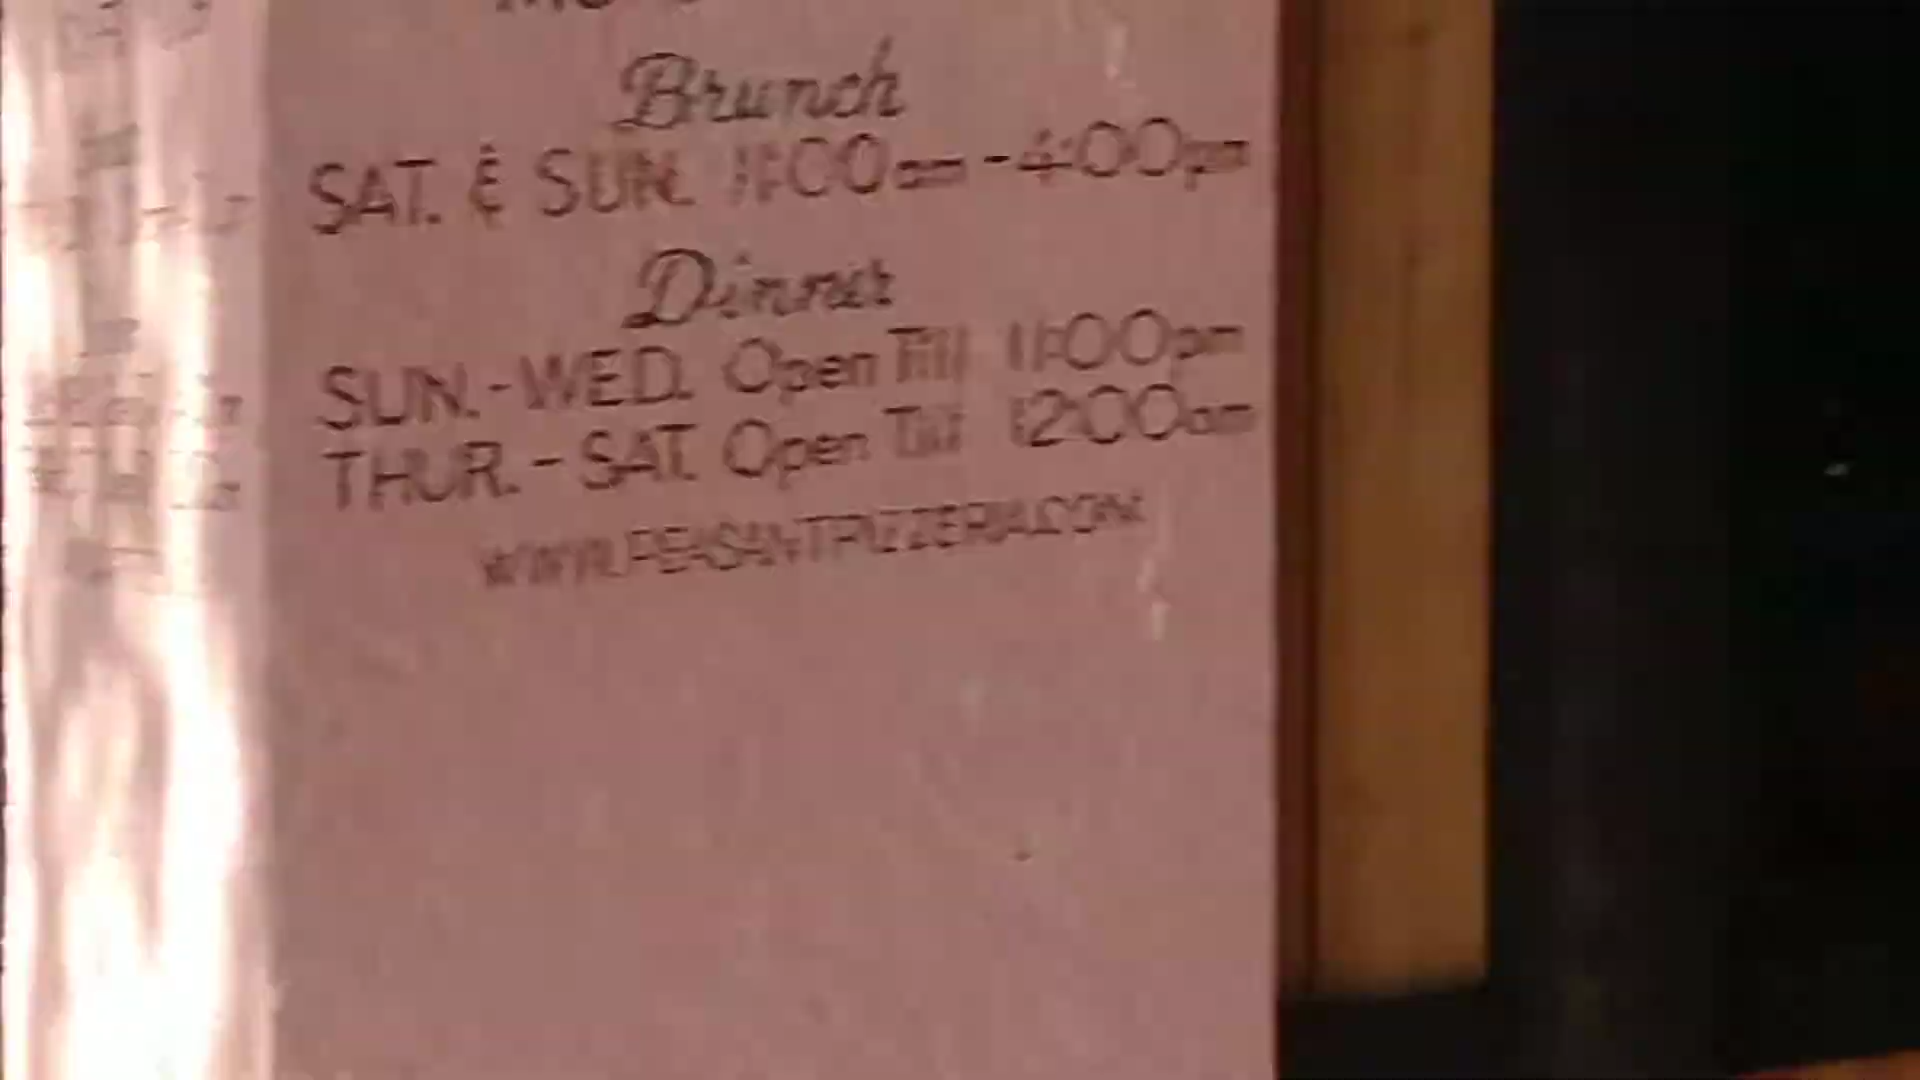 Brunch
SAT. & SUN. 11:00am - 4:00pm
Dinner
SUN. - WED. Open Till 11:00pm
THUR. - SAT. Open Till 12:00am
WWW.PEASANTPIZZERIA.COM